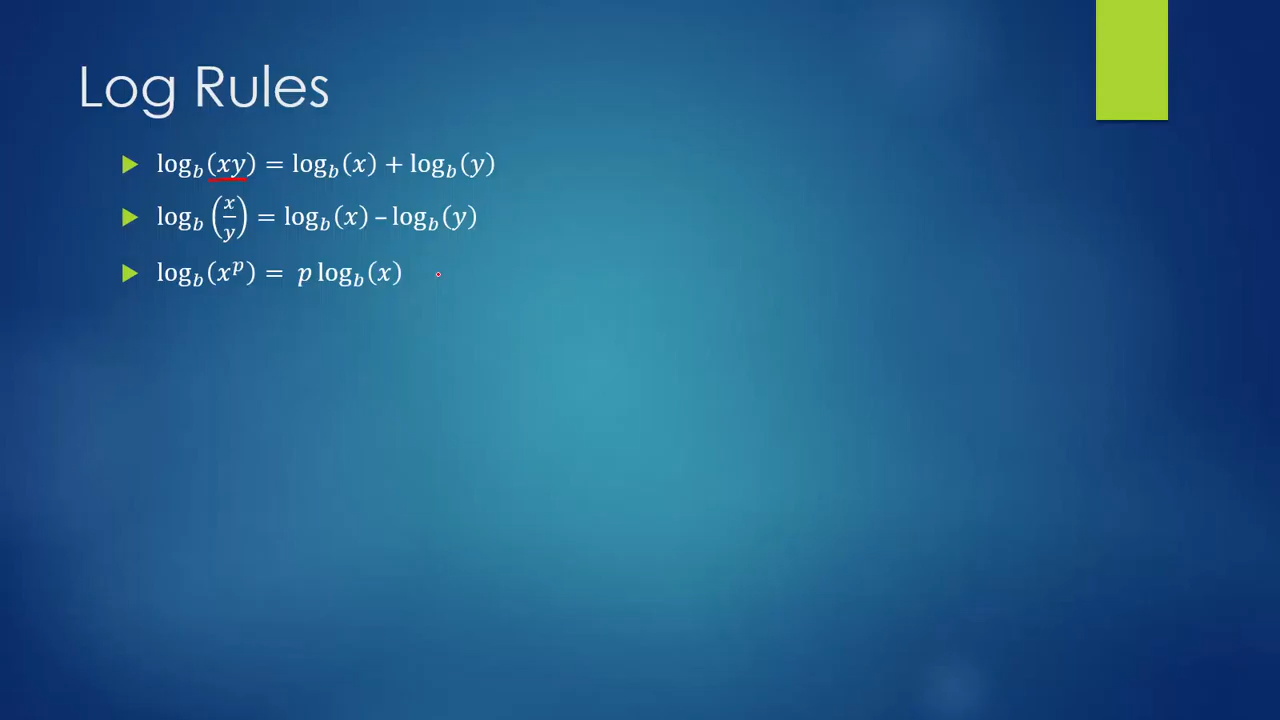 Log Rules
log_b(xy) = log_b(x) + log_b(y)
log_b(x/y) = log_b(x) – log_b(y)
log_b(x^p) = p log_b(x)